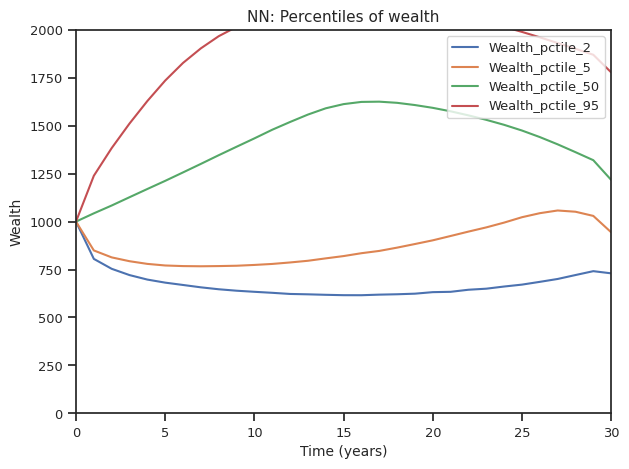 NN: Percentiles of wealth
Wealth_pctile_2
Wealth_pctile_5
Wealth_pctile_50
Wealth_pctile_95
Wealth
2000
1750
1500
1250
1000
750
500
250
0
0 5 10 15 20 25 30
Time (years)